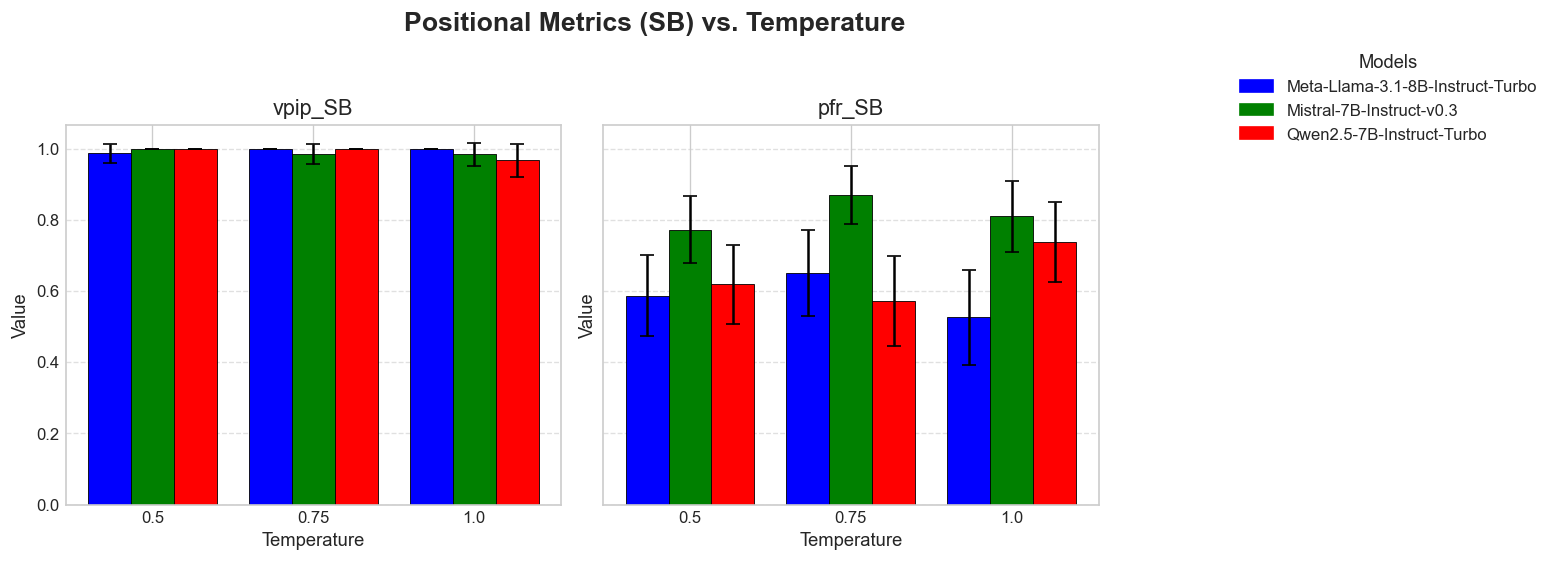 Positional Metrics (SB) vs. Temperature
Models
Meta-Llama-3.1-8B-Instruct-Turbo
Mistral-7B-Instruct-v0.3
Qwen2.5-7B-Instruct-Turbo
vpip_SB
1.0
0.8
0.6
0.4
0.2
0.0
Value
0.5 0.75 1.0
Temperature
pfr_SB
Value
0.5 0.75 1.0
Temperature